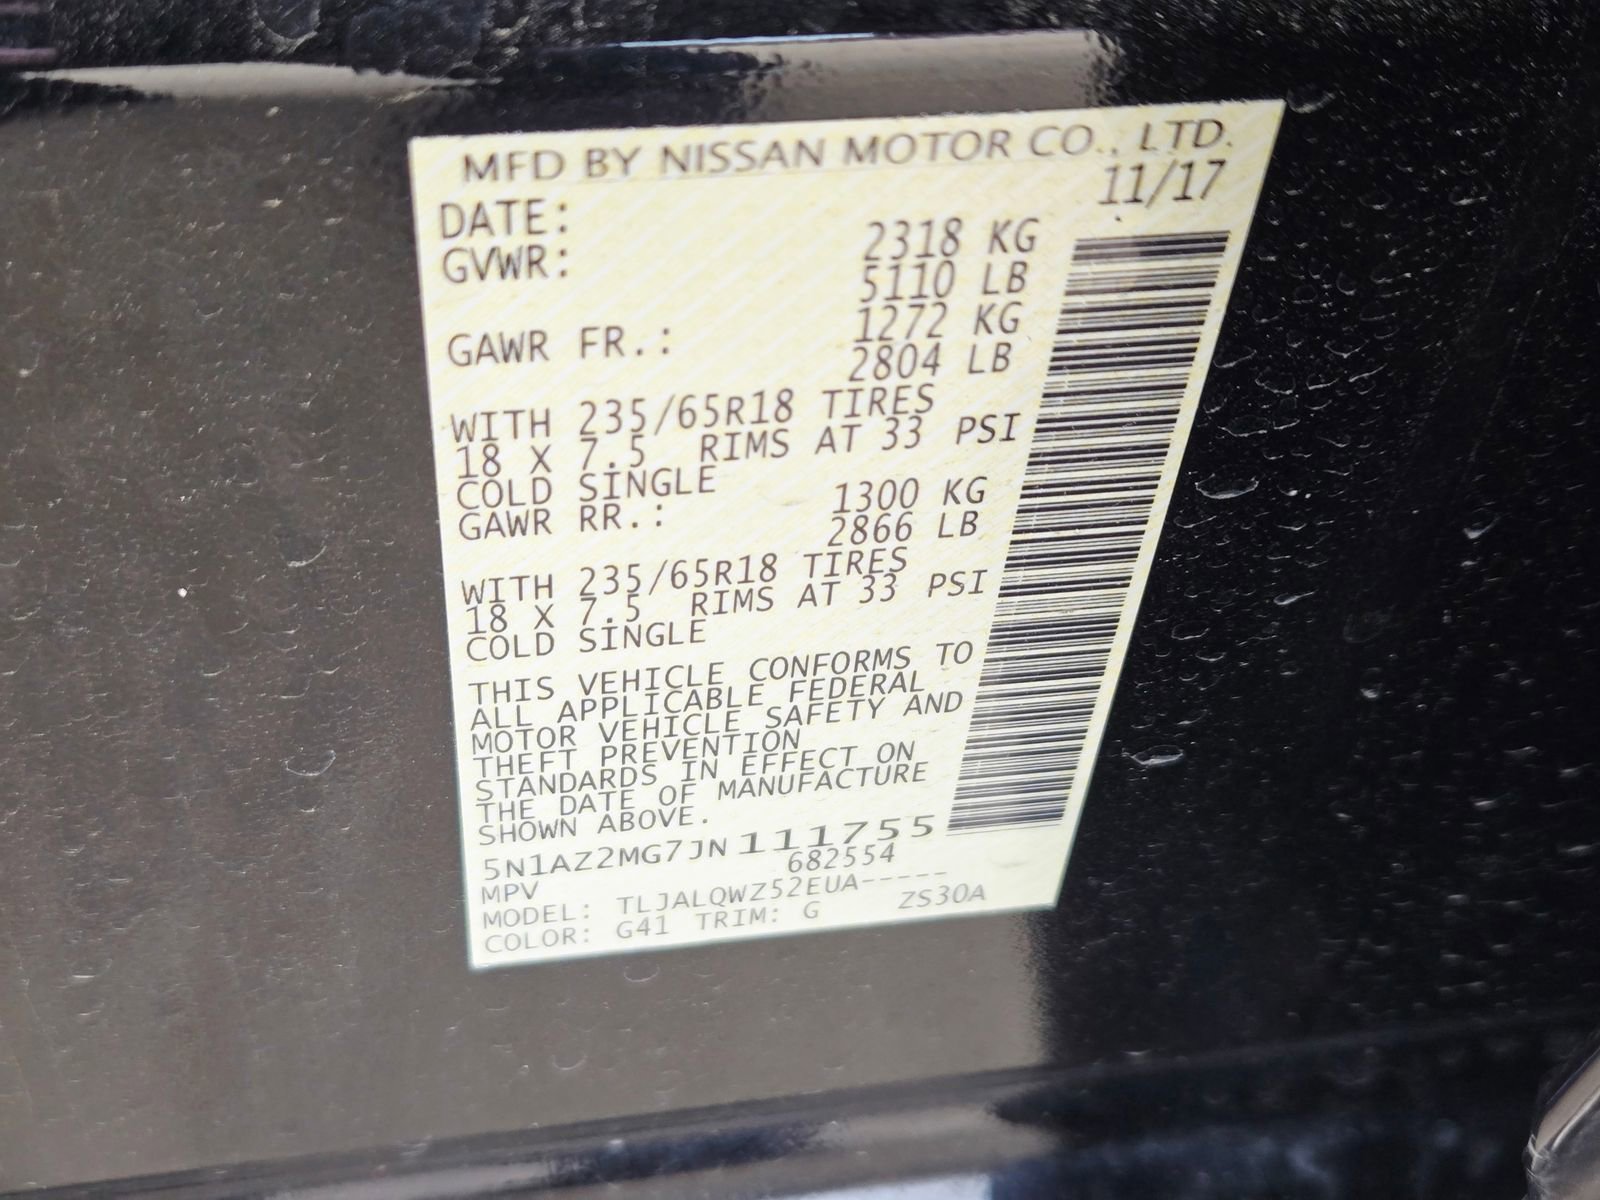 MFD BY NISSAN MOTOR CO., LTD.
DATE: 11/17
GVWR: 2318 KG
5110 LB
GAWR FR.: 1272 KG
2804 LB
WITH 235/65R18 TIRES
18 X 7.5 RIMS AT 33 PSI
COLD SINGLE
GAWR RR.: 1300 KG
2866 LB
WITH 235/65R18 TIRES
18 X 7.5 RIMS AT 33 PSI
COLD SINGLE
THIS VEHICLE CONFORMS TO
ALL APPLICABLE FEDERAL
MOTOR VEHICLE SAFETY AND
THEFT PREVENTION
STANDARDS IN EFFECT ON
THE DATE OF MANUFACTURE
SHOWN ABOVE.
5N1AZ2MG7JN111755
MPV 682554
MODEL: TLJALQWZ52EUA-----
COLOR: G41 TRIM: G ZS30A